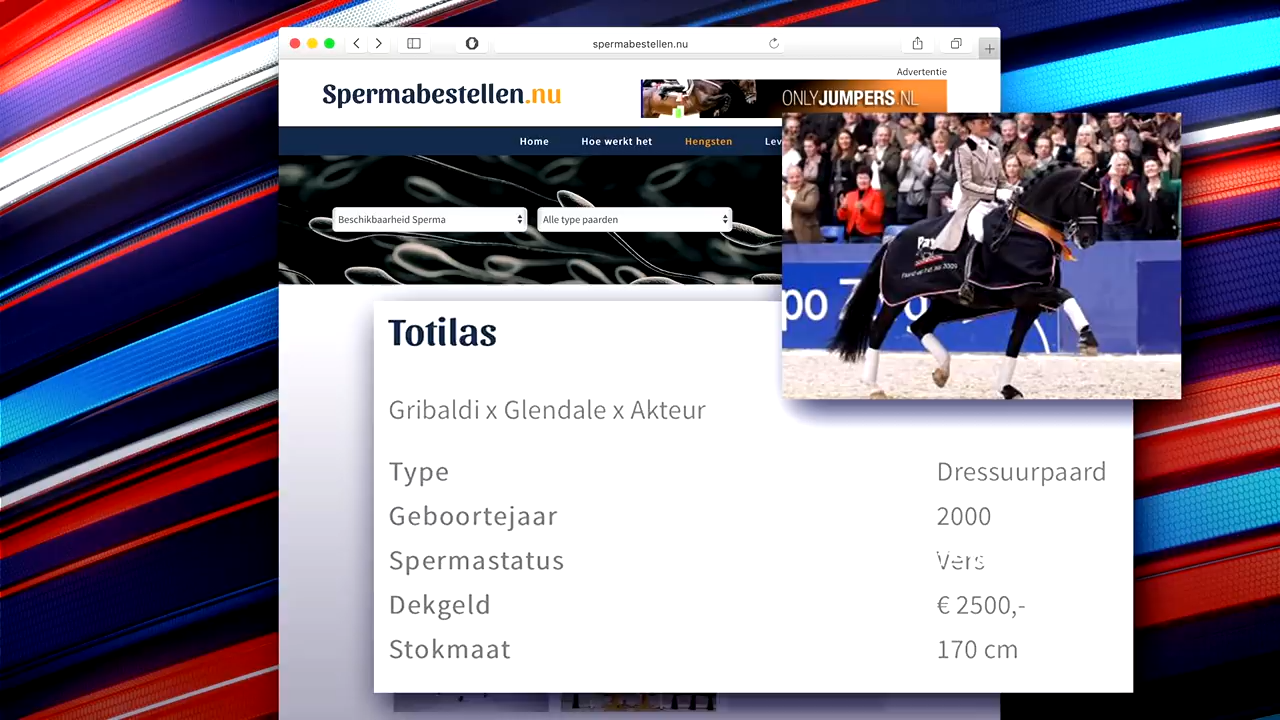 spermabestellen.nu
Advertentie
Spermabestellen.nu
ONLYJUMPERS.NL
Home Hoe werkt het Hengsten Lev
Beschikbaarheid Sperma Alle type paarden
Totilas
Gribaldi x Glendale x Akteur
Type Dressuurpaard
Geboortejaar 2000
Spermastatus Vers
Dekgeld € 2500,-
Stokmaat 170 cm